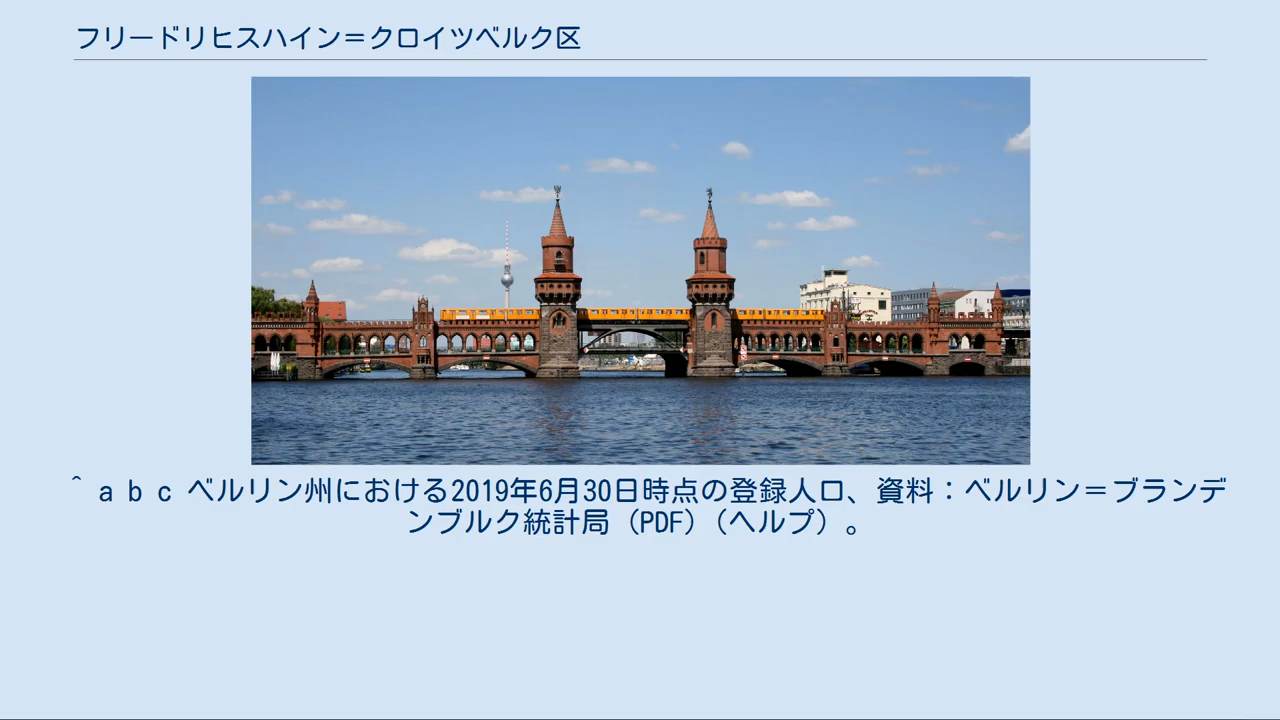 フリードリヒスハイン＝クロイツベルク区
^ a b c ベルリン州における2019年6月30日時点の登録人口、資料：ベルリン＝ブランデ
ンブルク統計局（PDF）（ヘルプ）。